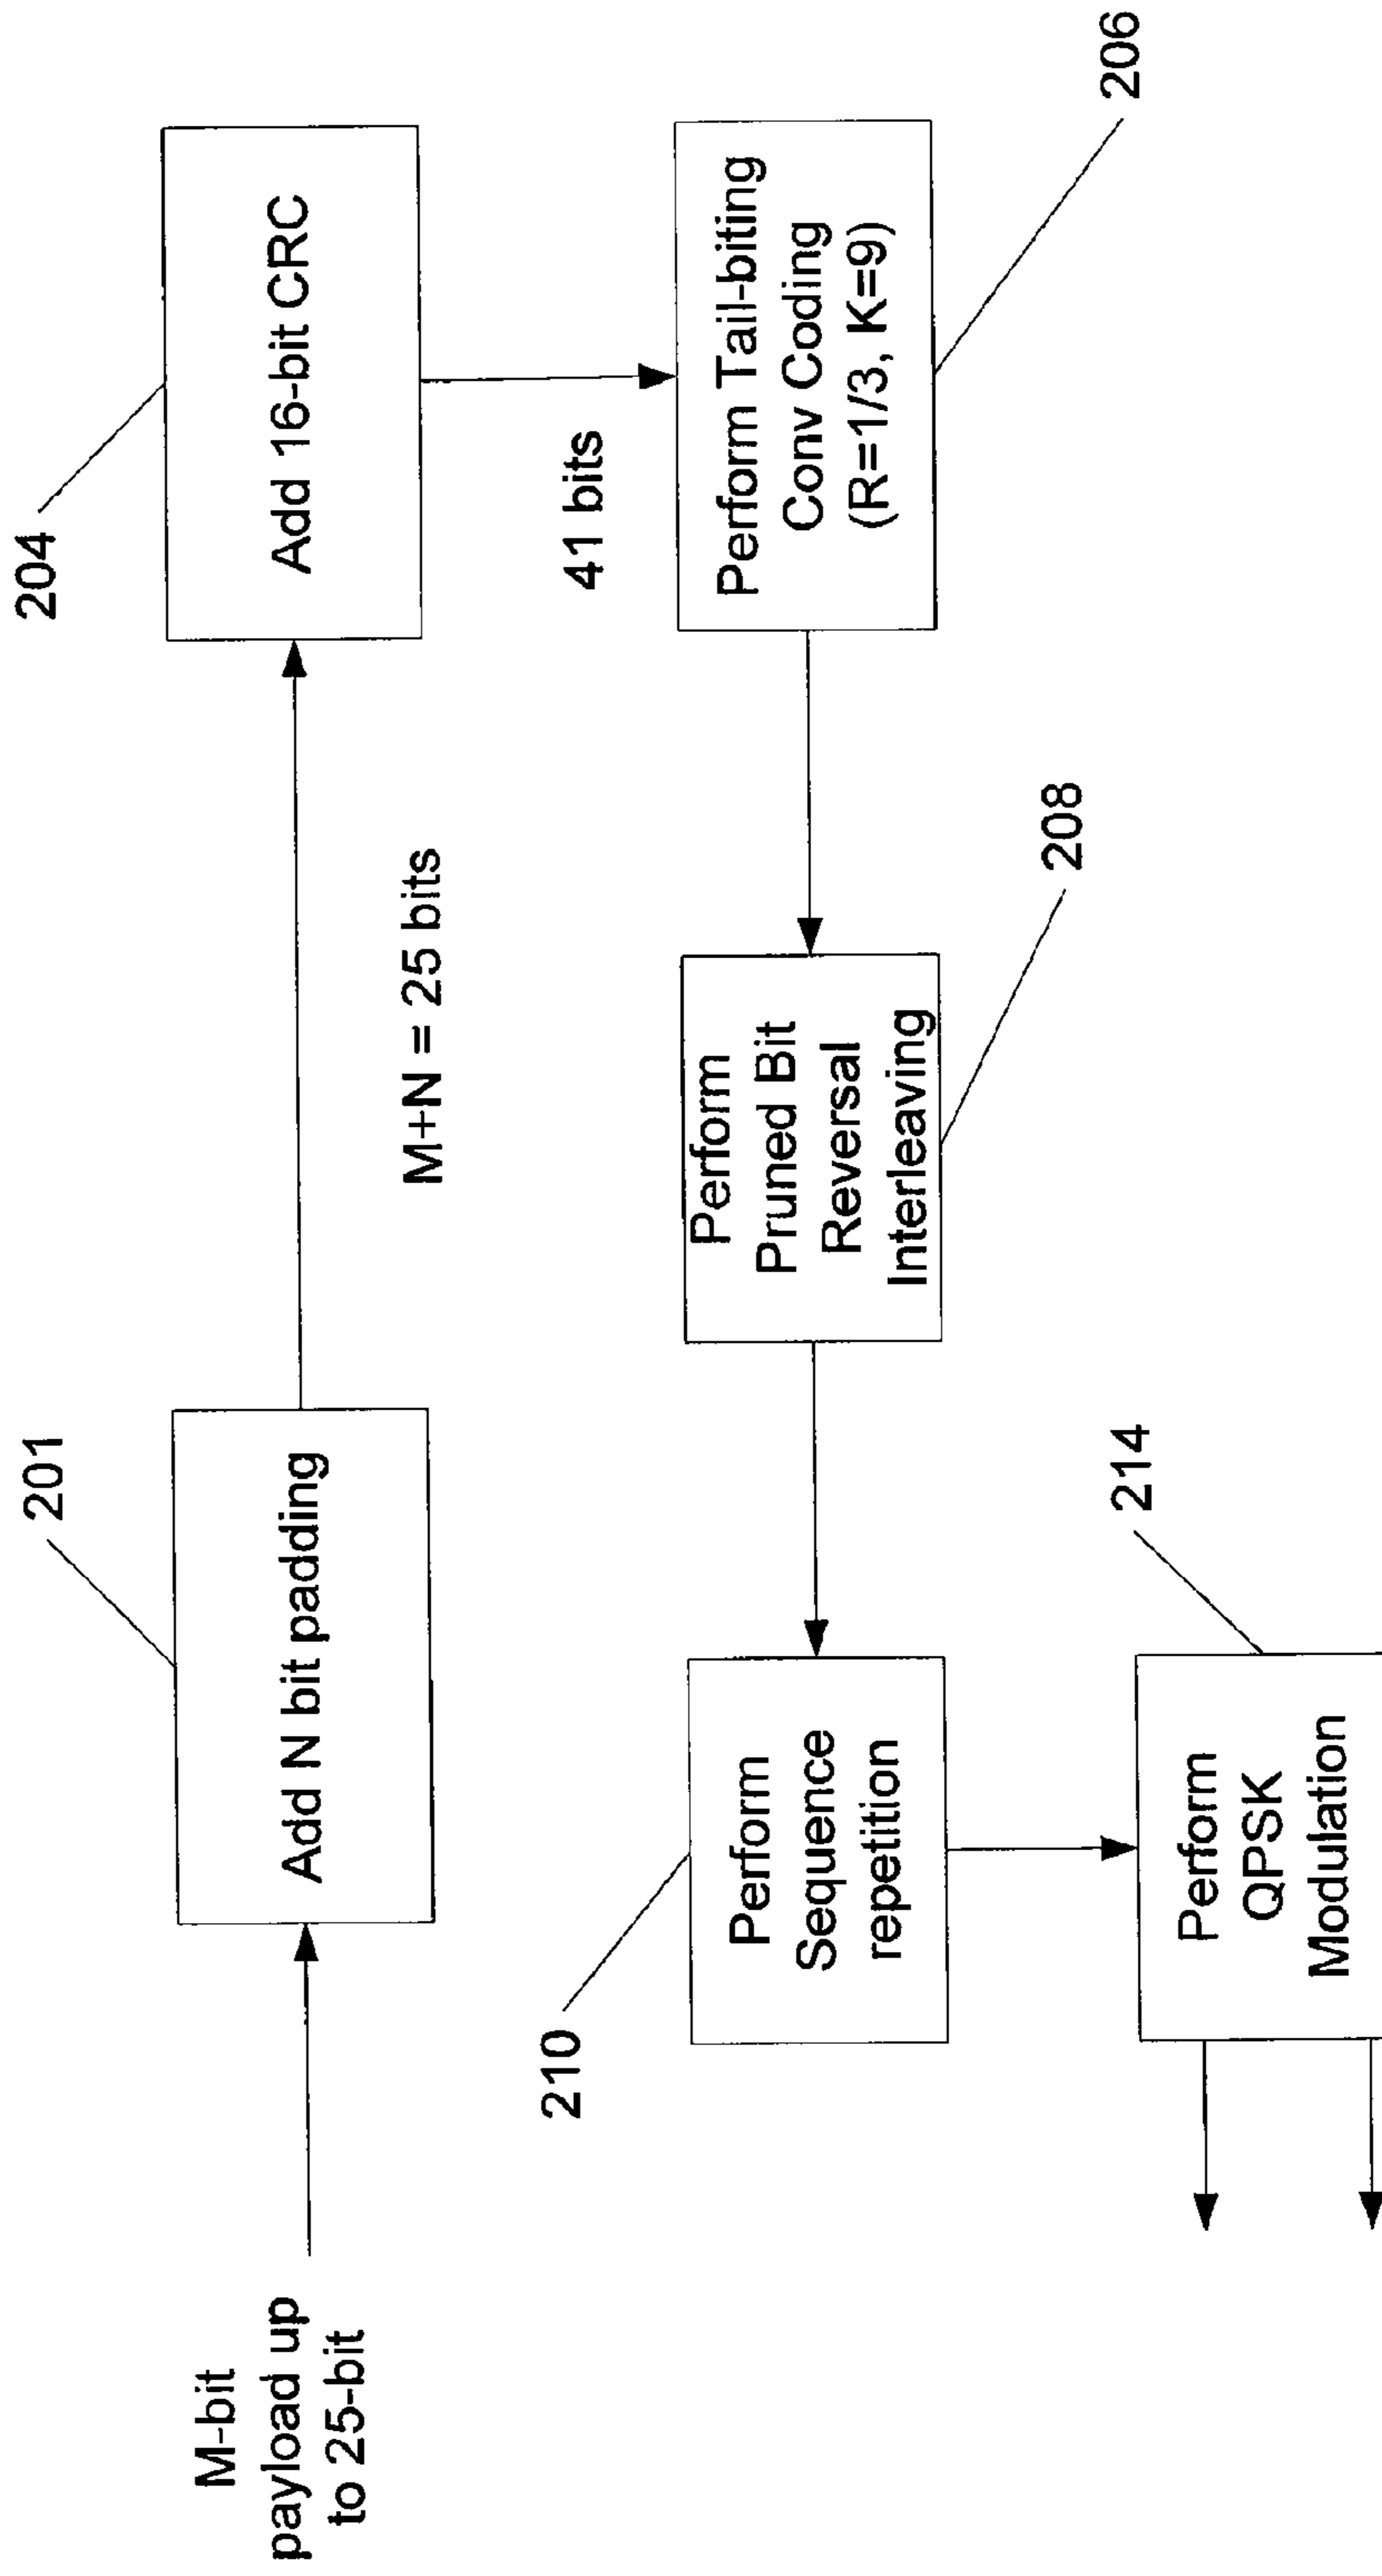 M-bit
payload up
to 25-bit
201
Add N bit padding
M+N = 25 bits
204
Add 16-bit CRC
41 bits
Perform Tail-biting
Conv Coding
(R=1/3, K=9)
206
Perform
Pruned Bit
Reversal
Interleaving
208
210
Perform
Sequence
repetition
214
Perform
QPSK
Modulation